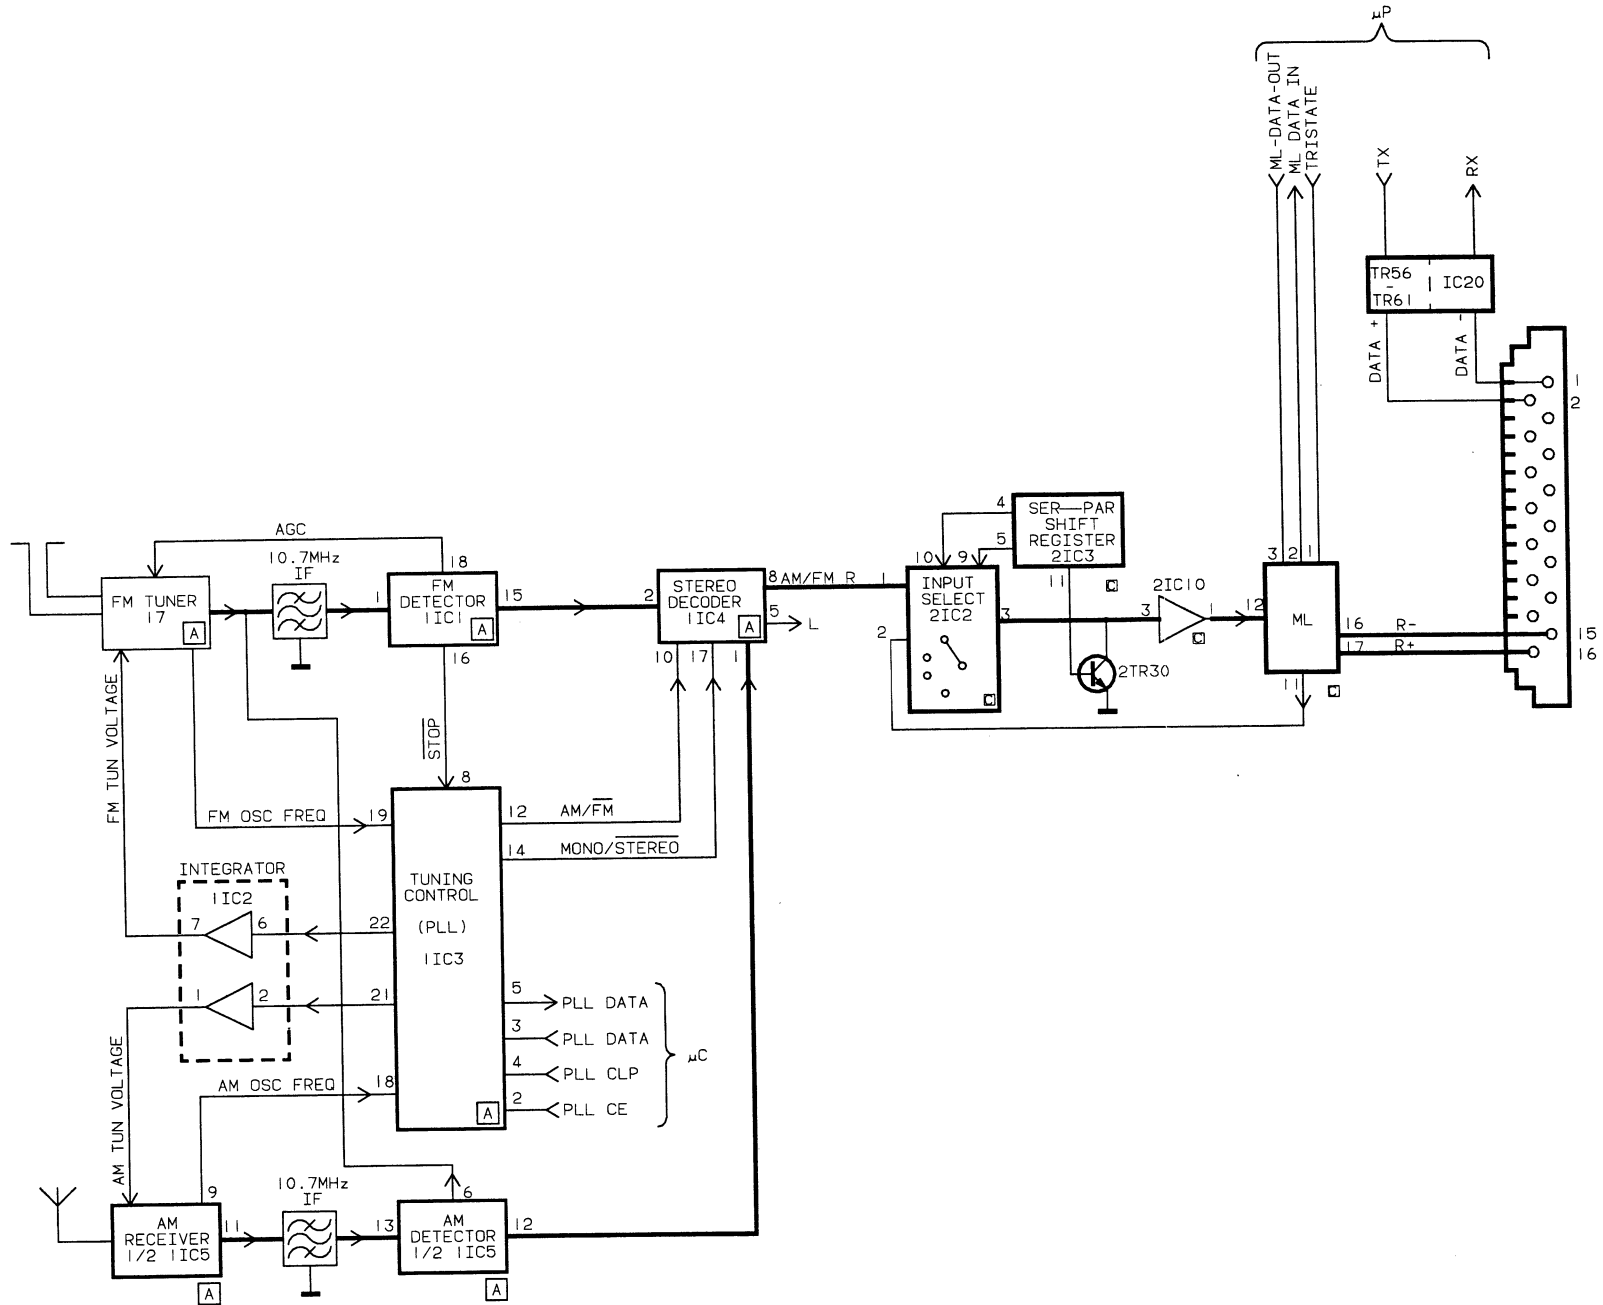 µP
ML-DATA-OUT
ML DATA IN
TRISTATE
TX
RX
TR56
-
TR61
IC20
DATA +
DATA -
1
2
15
16
AGC
10.7MHz
IF
18
FM TUNER
17
A
1
FM
DETECTOR
1IC1
A
15
16
STOP
2
STEREO
DECODER
1IC4
A
8
AM/FM R
5
L
10
17
1
1
2
10
9
INPUT
SELECT
2IC2
C
3
4
5
SER-PAR
SHIFT
REGISTER
2IC3
11
C
2TR30
3
2IC10
1
C
12
3
2
1
ML
16
R-
17
R+
11
C
FM TUN VOLTAGE
FM OSC FREQ
19
8
12
AM/FM
14
MONO/STEREO
TUNING
CONTROL
(PLL)
1IC3
A
INTEGRATOR
1IC2
7
6
22
1
2
21
5
PLL DATA
3
PLL DATA
4
PLL CLP
2
PLL CE
µC
AM OSC FREQ
18
AM TUN VOLTAGE
9
AM
RECEIVER
1/2 1IC5
A
11
10.7MHz
IF
13
6
AM
DETECTOR
1/2 1IC5
A
12